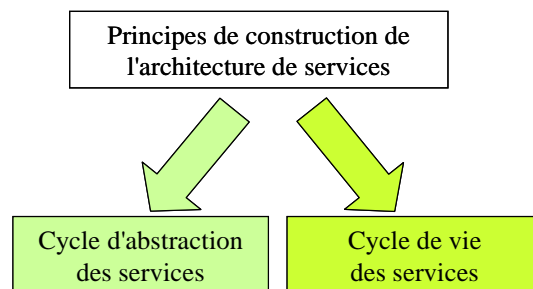 Principes de construction de
l'architecture de services
Cycle d'abstraction
des services
Cycle de vie
des services